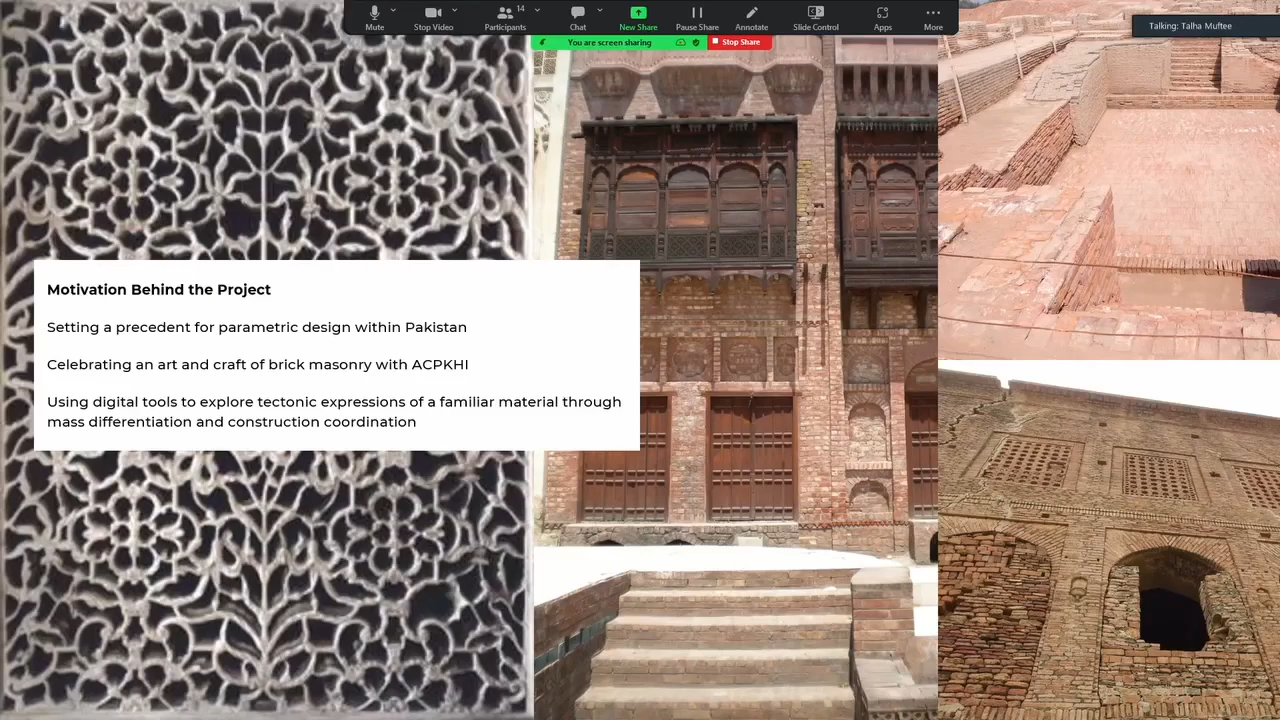 14
Mute
Stop Video
Participants
Chat
New Share
Pause Share
Annotate
Slide Control
Apps
More
Talking: Talha Muftee
You are screen sharing
Stop Share
Motivation Behind the Project
Setting a precedent for parametric design within Pakistan
Celebrating an art and craft of brick masonry with ACPKHI
Using digital tools to explore tectonic expressions of a familiar material through
mass differentiation and construction coordination